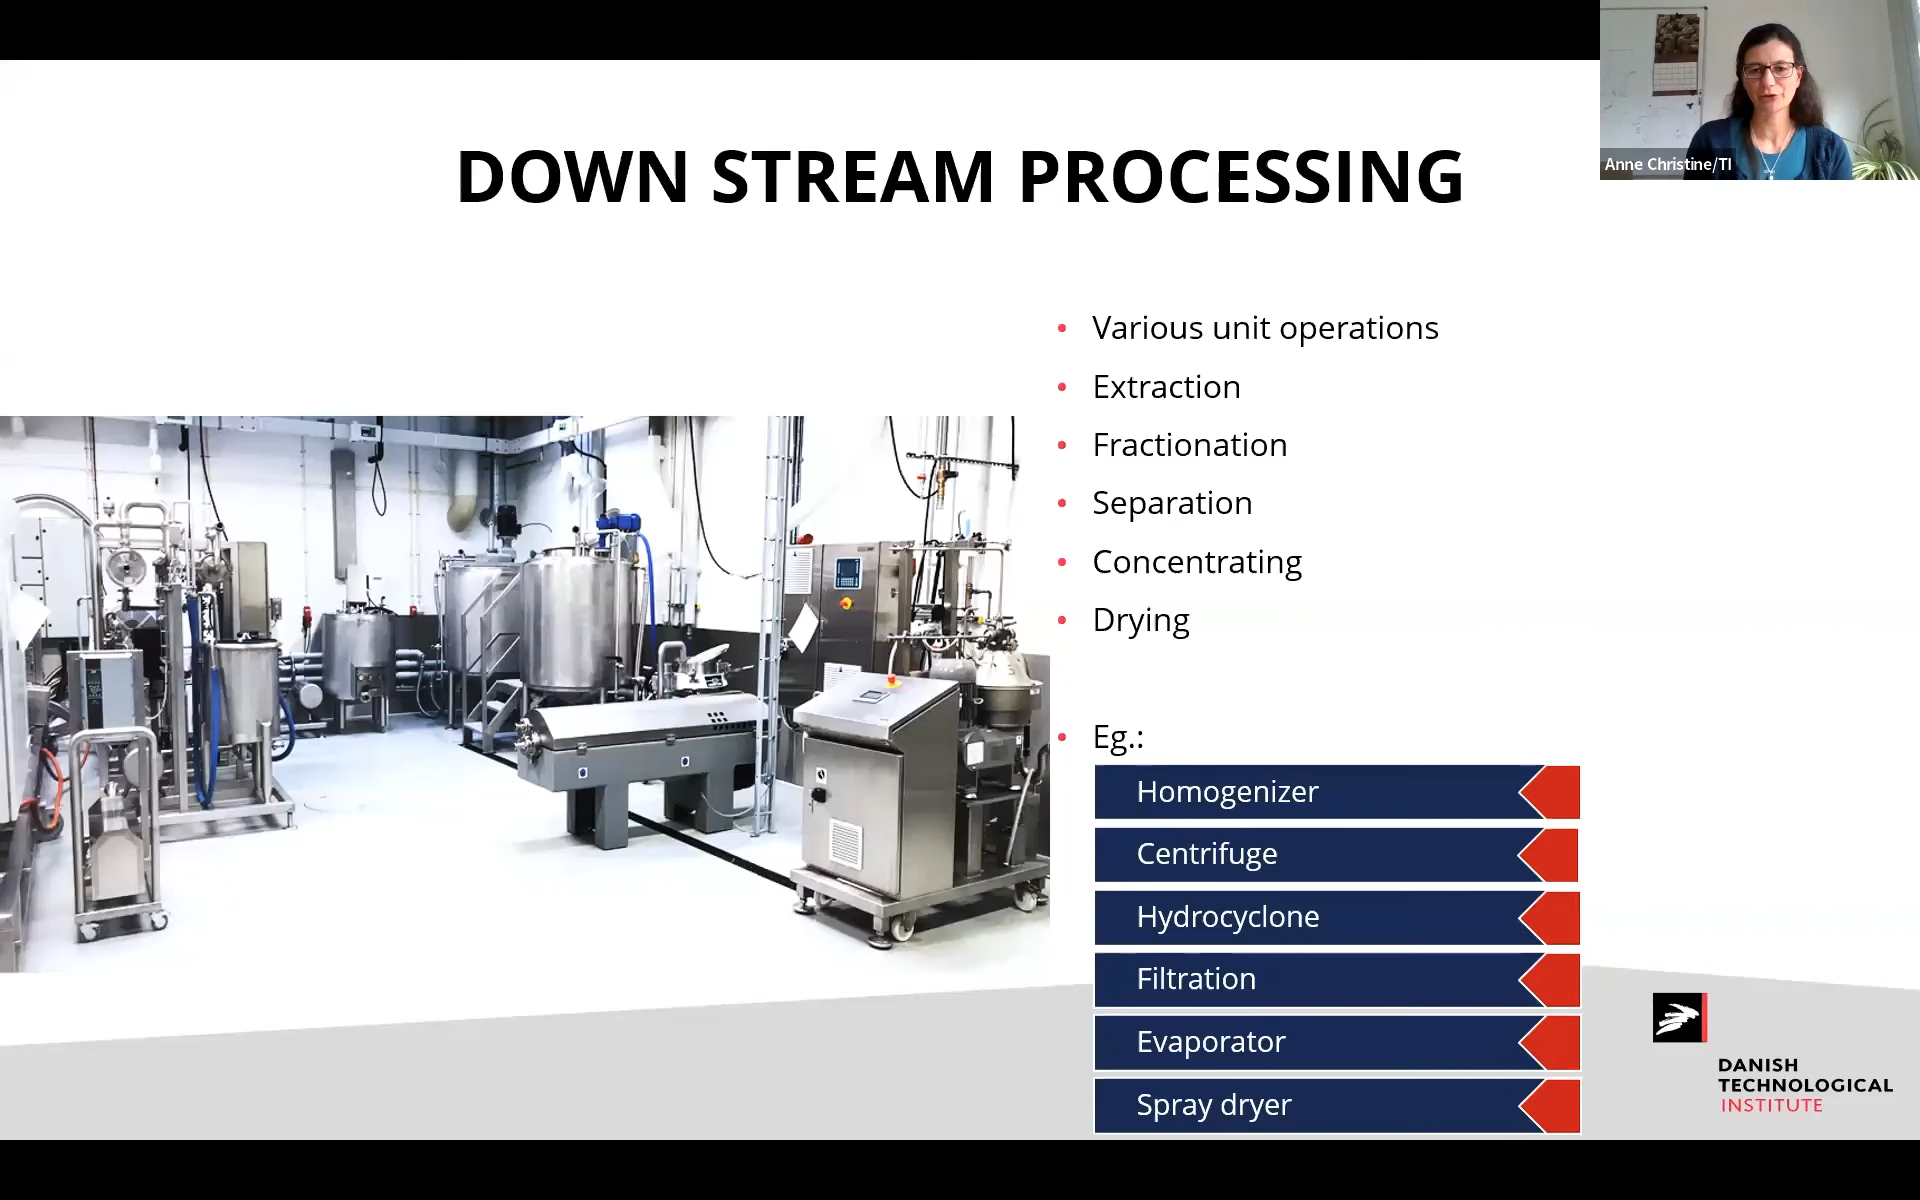 Anne Christine/TI
DOWN STREAM PROCESSING
• Various unit operations
• Extraction
• Fractionation
• Separation
• Concentrating
• Drying
• Eg.:
Homogenizer
Centrifuge
Hydrocyclone
Filtration
Evaporator
Spray dryer
DANISH
TECHNOLOGICAL
INSTITUTE